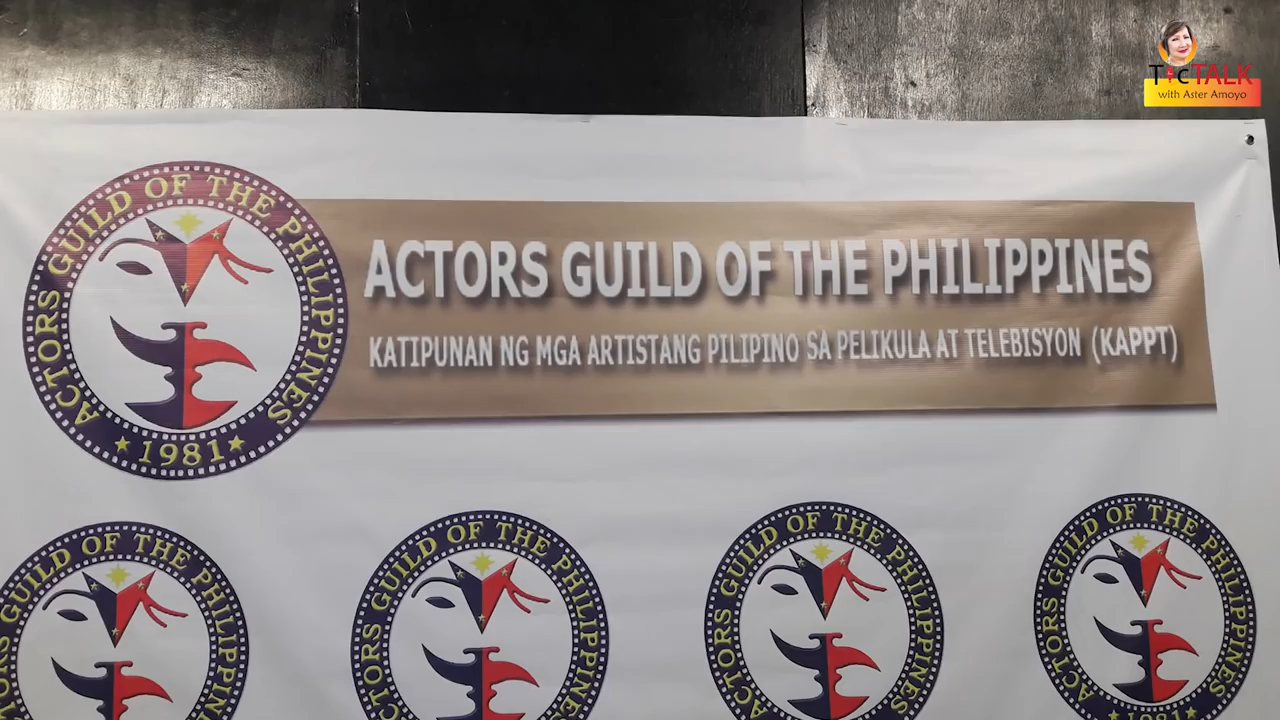 TicTALK
with Aster Amoyo
ACTORS GUILD OF THE PHILIPPINES
1981
ACTORS GUILD OF THE PHILIPPINES
KATIPUNAN NG MGA ARTISTANG PILIPINO SA PELIKULA AT TELEBISYON (KAPPT)
ACTORS GUILD OF THE PHILIPPINES
ACTORS GUILD OF THE PHILIPPINES
ACTORS GUILD OF THE PHILIPPINES
ACTORS GUILD OF THE PHILIPPINES